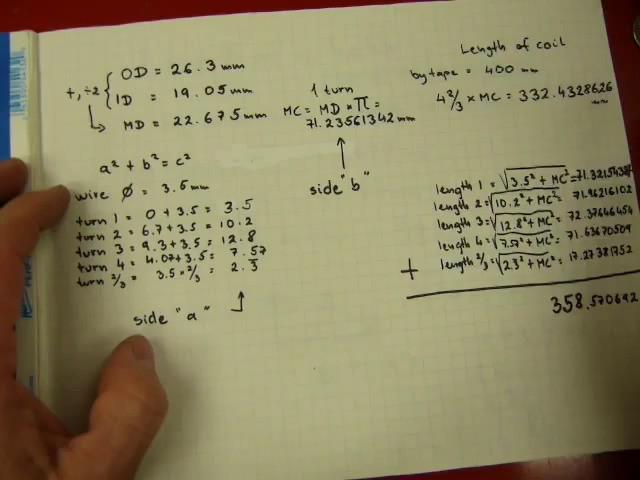 +, ÷2 { OD = 26.3 mm
ID = 19.05 mm
MD = 22.675 mm
1 turn
MC = MD × π =
71.23561342 mm
side "b"
Length of coil
by tape = 400 mm
4 2/3 × MC = 332.4328626 mm
a² + b² = c²
wire ø = 3.5 mm
turn 1 = 0 + 3.5 = 3.5
turn 2 = 6.7 + 3.5 = 10.2
turn 3 = 9.3 + 3.5 = 12.8
turn 4 = 4.07 + 3.5 = 7.57
turn 2/3 = 3.5 × 2/3 = 2.3
side "a"
length 1 = √3.5² + MC² =
length 2 = √10.2² + MC² = 71.96216102
length 3 = √12.8² + MC² = 72.37646454
length 4 = √7.57² + MC² = 71.63670509
length 2/3 = √2.3² + MC² = 17.27381752
+
358.570692